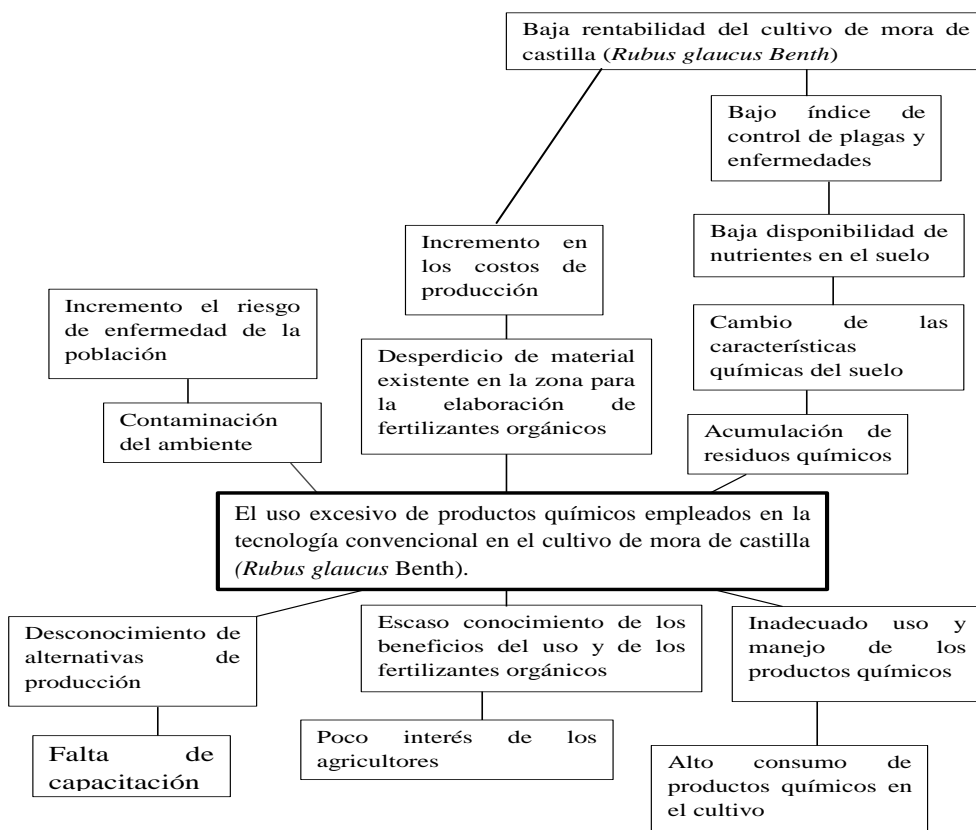 Baja rentabilidad del cultivo de mora de
castilla (Rubus glaucus Benth)
Bajo índice de
control de plagas y
enfermedades
Baja disponibilidad de
nutrientes en el suelo
Incremento en
los costos de
producción
Incremento el riesgo
de enfermedad de la
población
Cambio de las
características
químicas del suelo
Desperdicio de material
existente en la zona para
la elaboración de
fertilizantes orgánicos
Contaminación
del ambiente
Acumulación de
residuos químicos
El uso excesivo de productos químicos empleados en la
tecnología convencional en el cultivo de mora de castilla
(Rubus glaucus Benth).
Desconocimiento de
alternativas de
producción
Escaso conocimiento de los
beneficios del uso y de los
fertilizantes orgánicos
Inadecuado uso y
manejo de los
productos químicos
Falta de
capacitación
Poco interés de los
agricultores
Alto consumo de
productos químicos en
el cultivo